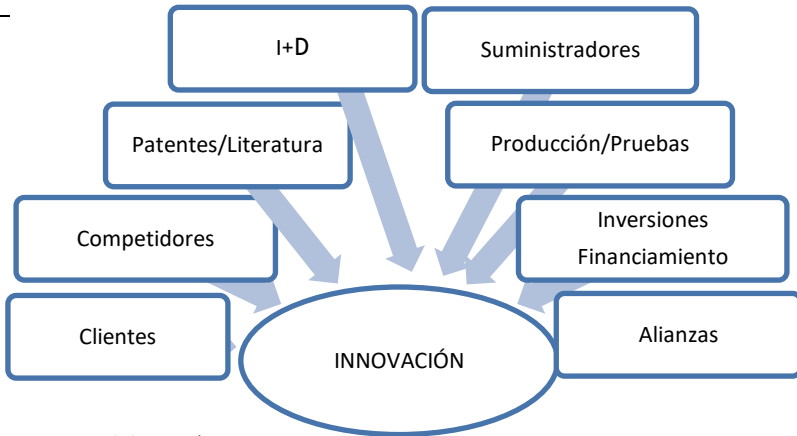 I+D
Suministradores
Patentes/Literatura
Producción/Pruebas
Competidores
Inversiones
Financiamiento
Clientes
INNOVACIÓN
Alianzas